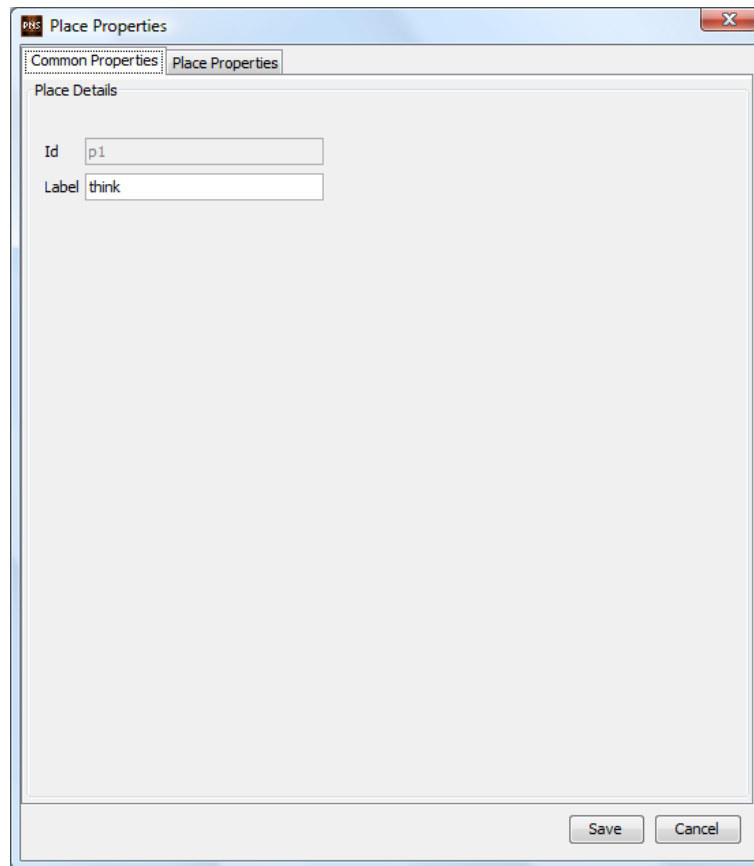 PNS Place Properties X
Common Properties Place Properties
Place Details
Id p1
Label think
Save Cancel